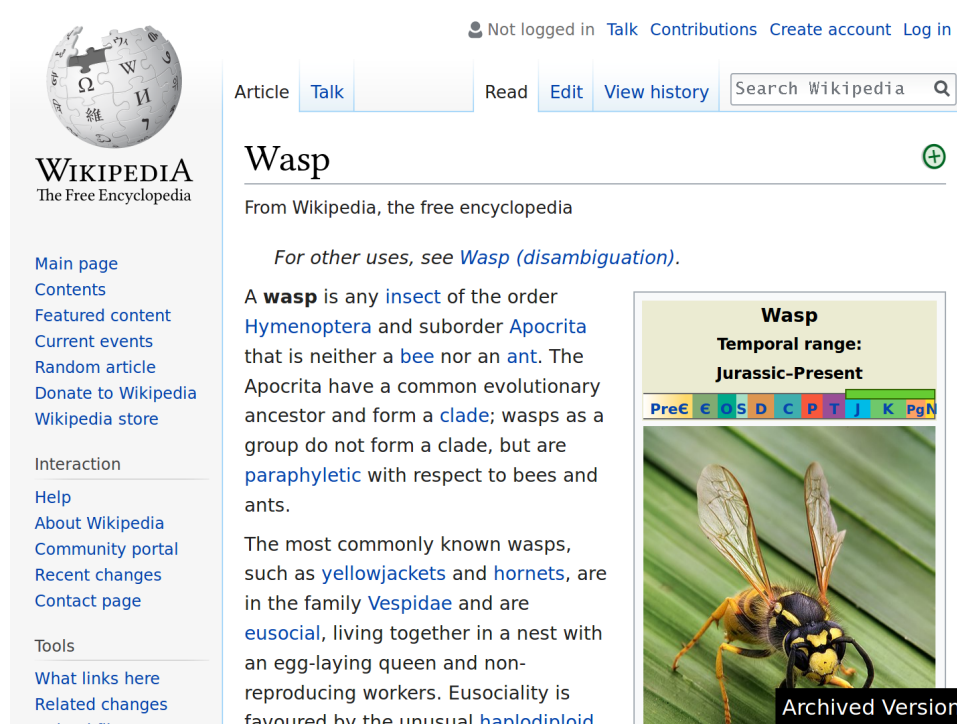 Not logged in Talk Contributions Create account Log in
Article Talk Read Edit View history Search Wikipedia
WIKIPEDIA
The Free Encyclopedia
Main page
Contents
Featured content
Current events
Random article
Donate to Wikipedia
Wikipedia store
Interaction
Help
About Wikipedia
Community portal
Recent changes
Contact page
Tools
What links here
Related changes
Wasp
From Wikipedia, the free encyclopedia
For other uses, see Wasp (disambiguation).
A wasp is any insect of the order
Hymenoptera and suborder Apocrita
that is neither a bee nor an ant. The
Apocrita have a common evolutionary
ancestor and form a clade; wasps as a
group do not form a clade, but are
paraphyletic with respect to bees and
ants.
The most commonly known wasps,
such as yellowjackets and hornets, are
in the family Vespidae and are
eusocial, living together in a nest with
an egg-laying queen and non-
reproducing workers. Eusociality is
favoured by the unusual haplodiploid
Wasp
Temporal range:
Jurassic–Present
PreꞒ Ꞓ O S D C P T J K Pg N
Archived Version